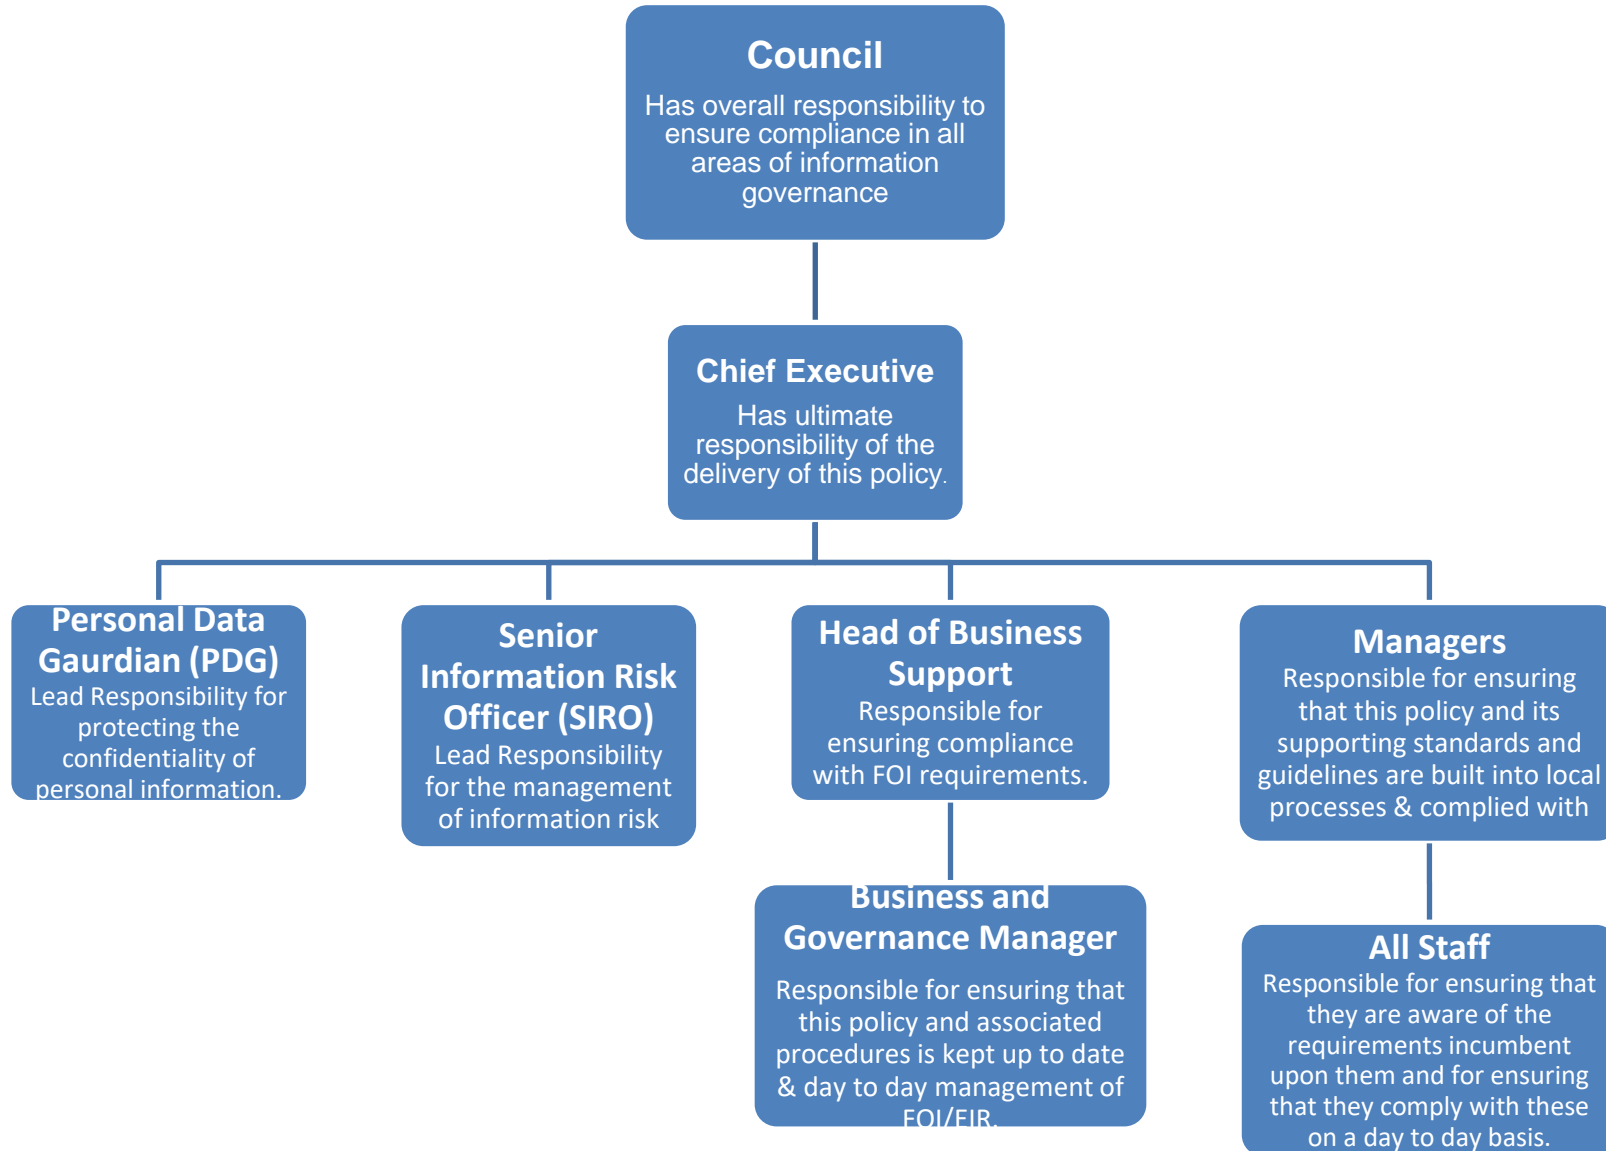 Council
Has overall responsibility to
ensure compliance in all
areas of information
governance
Chief Executive
Has ultimate
responsibility of the
delivery of this policy.
Personal Data
Gaurdian (PDG)
Lead Responsibility for
protecting the
confidentiality of
personal information.
Senior
Information Risk
Officer (SIRO)
Lead Responsibility
for the management
of information risk
Head of Business
Support
Responsible for
ensuring compliance
with FOI requirements.
Managers
Responsible for ensuring
that this policy and its
supporting standards and
guidelines are built into local
processes & complied with
Business and
Governance Manager
Responsible for ensuring that
this policy and associated
procedures is kept up to date
& day to day management of
FOI/EIR.
All Staff
Responsible for ensuring that
they are aware of the
requirements incumbent
upon them and for ensuring
that they comply with these
on a day to day basis.